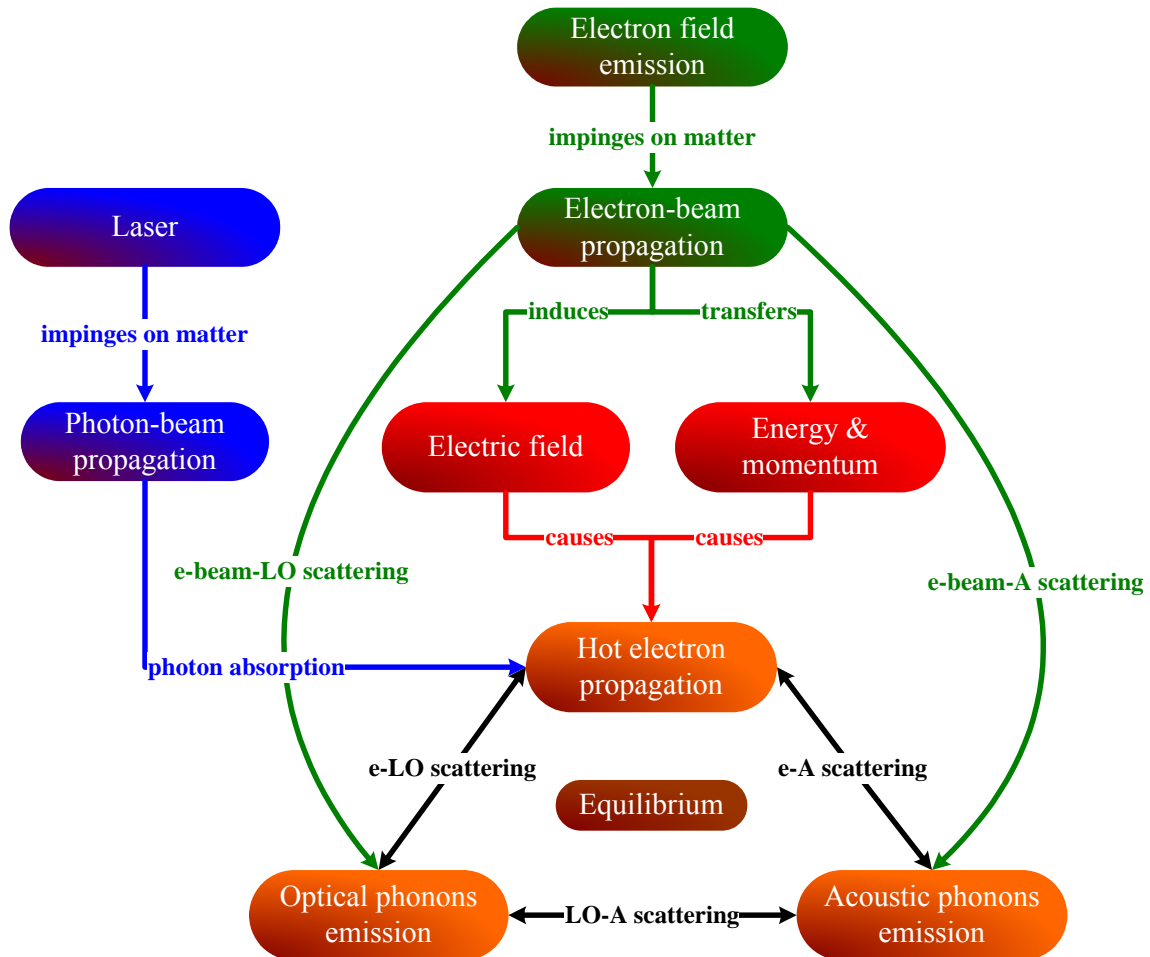 Electron field
emission
impinges on matter
Laser
Electron-beam
propagation
induces
transfers
impinges on matter
Photon-beam
propagation
Electric field
Energy &
momentum
causes
causes
e-beam-LO scattering
e-beam-A scattering
Hot electron
propagation
photon absorption
e-LO scattering
e-A scattering
Equilibrium
Optical phonons
emission
LO-A scattering
Acoustic phonons
emission